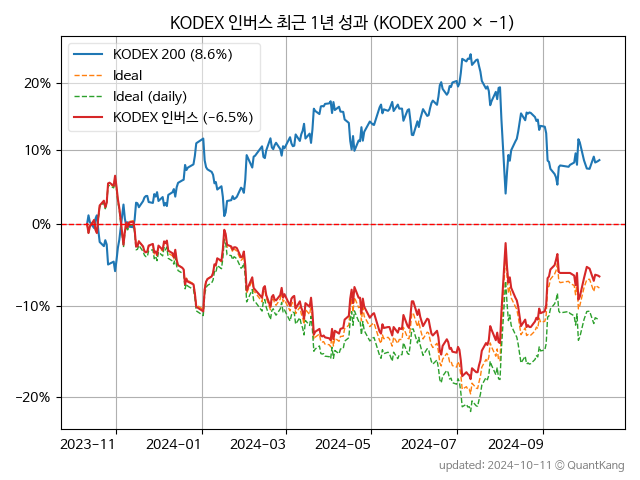 KODEX 인버스 최근 1년 성과 (KODEX 200 × −1)
KODEX 200 (8.6%)
Ideal
Ideal (daily)
KODEX 인버스 (−6.5%)
20%
10%
0%
−10%
−20%
2023−11
2024−01
2024−03
2024−05
2024−07
2024−09
updated: 2024-10-11 © QuantKang